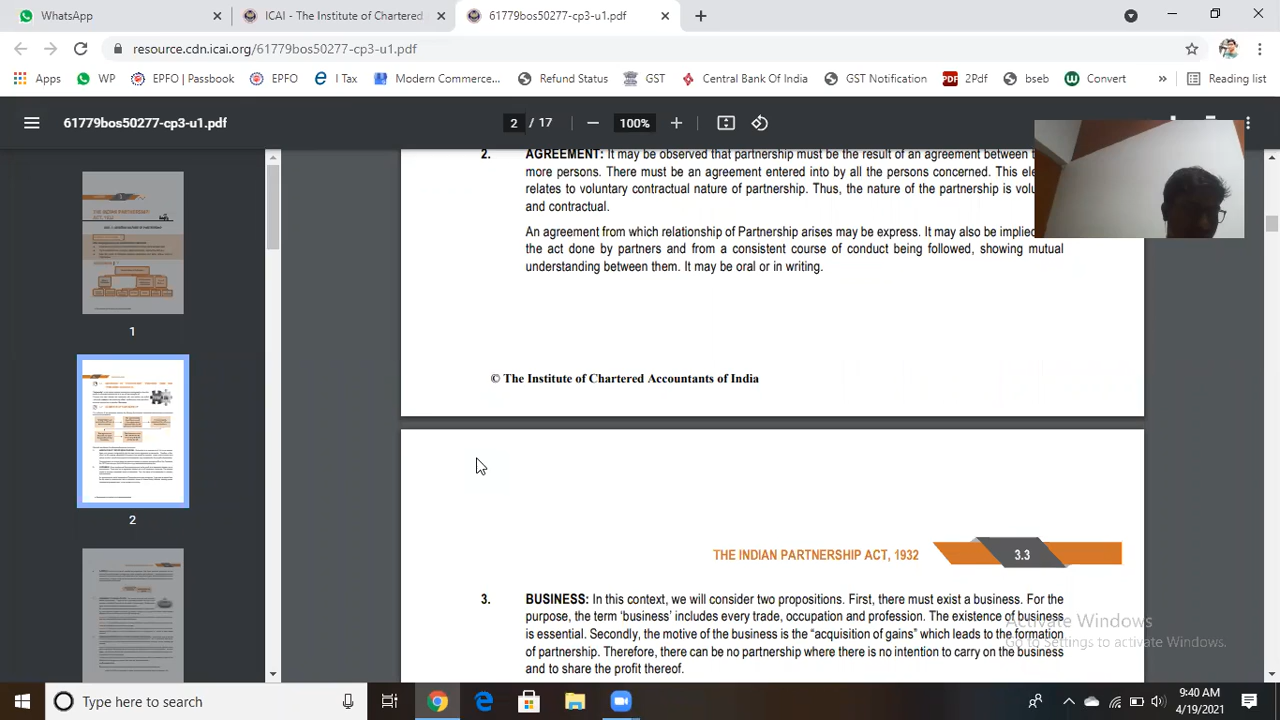 WhatsApp
ICAI - The Institute of Chartered
61779bos50277-cp3-u1.pdf
resource.cdn.icai.org/61779bos50277-cp3-u1.pdf
Apps
WP
EPFO | Passbook
EPFO
I Tax
Modern Commerce...
Refund Status
GST
Central Bank Of India
GST Notification
2Pdf
bseb
Convert
»
Reading list
61779bos50277-cp3-u1.pdf
2 / 17
100%
1
2
2. AGREEMENT: It may be observed that partnership must be the result of an agreement between
more persons. There must be an agreement entered into by all the persons concerned. This
relates to voluntary contractual nature of partnership. Thus, the nature of the partnership is
and contractual.
An agreement from which relationship of Partnership arises may be express. It may also be
the act done by partners and from a consistent course of conduct being followed, showing mutual
understanding between them. It may be oral or in writing.
© The Institute of Chartered Accountants of India
THE INDIAN PARTNERSHIP ACT, 1932
3.3
3. BUSINESS: In this context, we will consider two propositions. First, there must exist a business. For the
purpose, the term ‘business’ includes every trade, occupation and profession. The existence of business
is essential. Secondly, the motive of the business is the “acquisition of gains” which leads to the formation
of partnership. Therefore, there can be no partnership where there is no intention to carry on the business
and to share the profit thereof.
Activate Windows
Go to Settings to activate Windows.
Type here to search
9:40 AM
4/19/2021